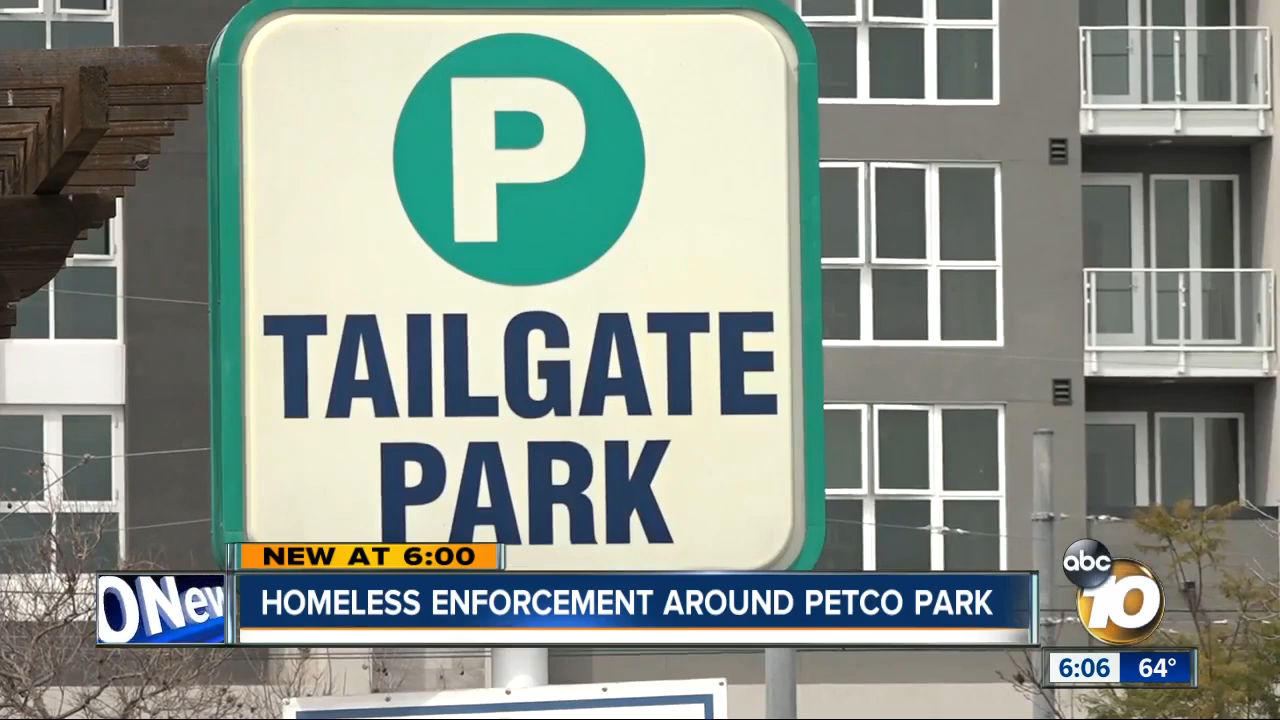 P
TAILGATE
PARK
NEW AT 6:00
HOMELESS ENFORCEMENT AROUND PETCO PARK
abc
10
6:06 64°